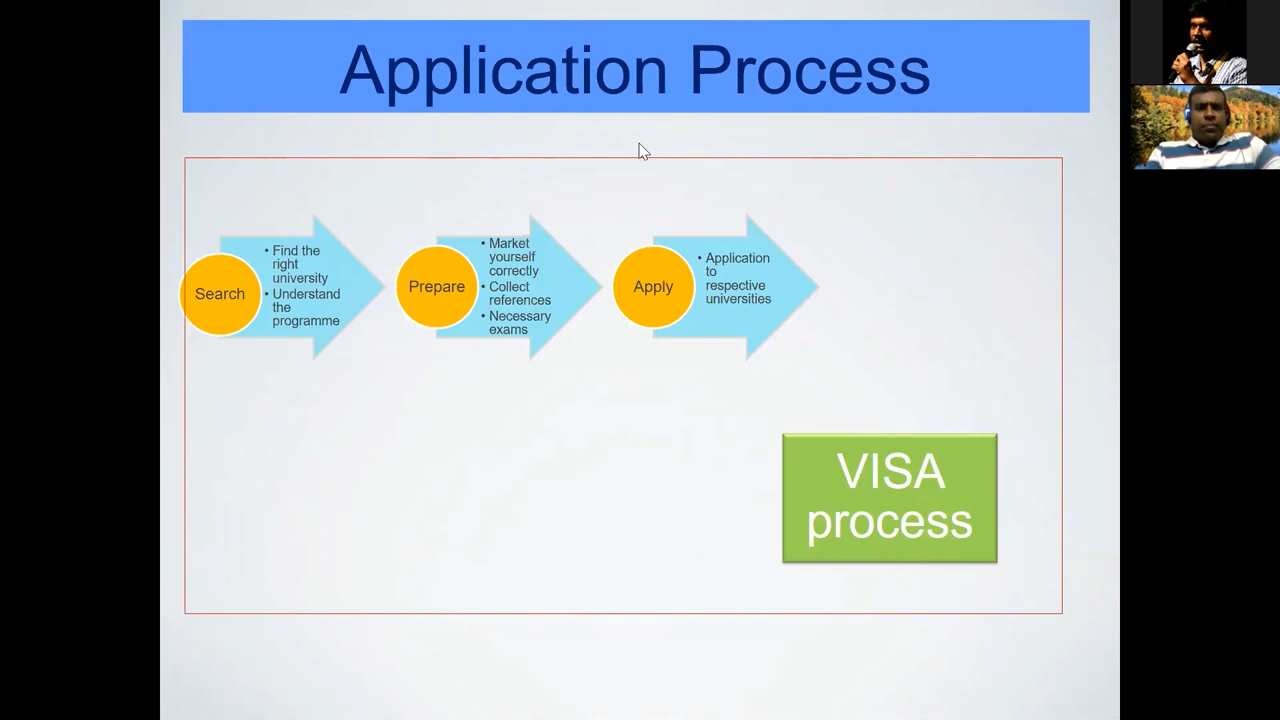 Application Process
Search
• Find the
right
university
• Understand
the
programme
Prepare
• Market
yourself
correctly
• Collect
references
• Necessary
exams
Apply
• Application
to
respective
universities
VISA
process